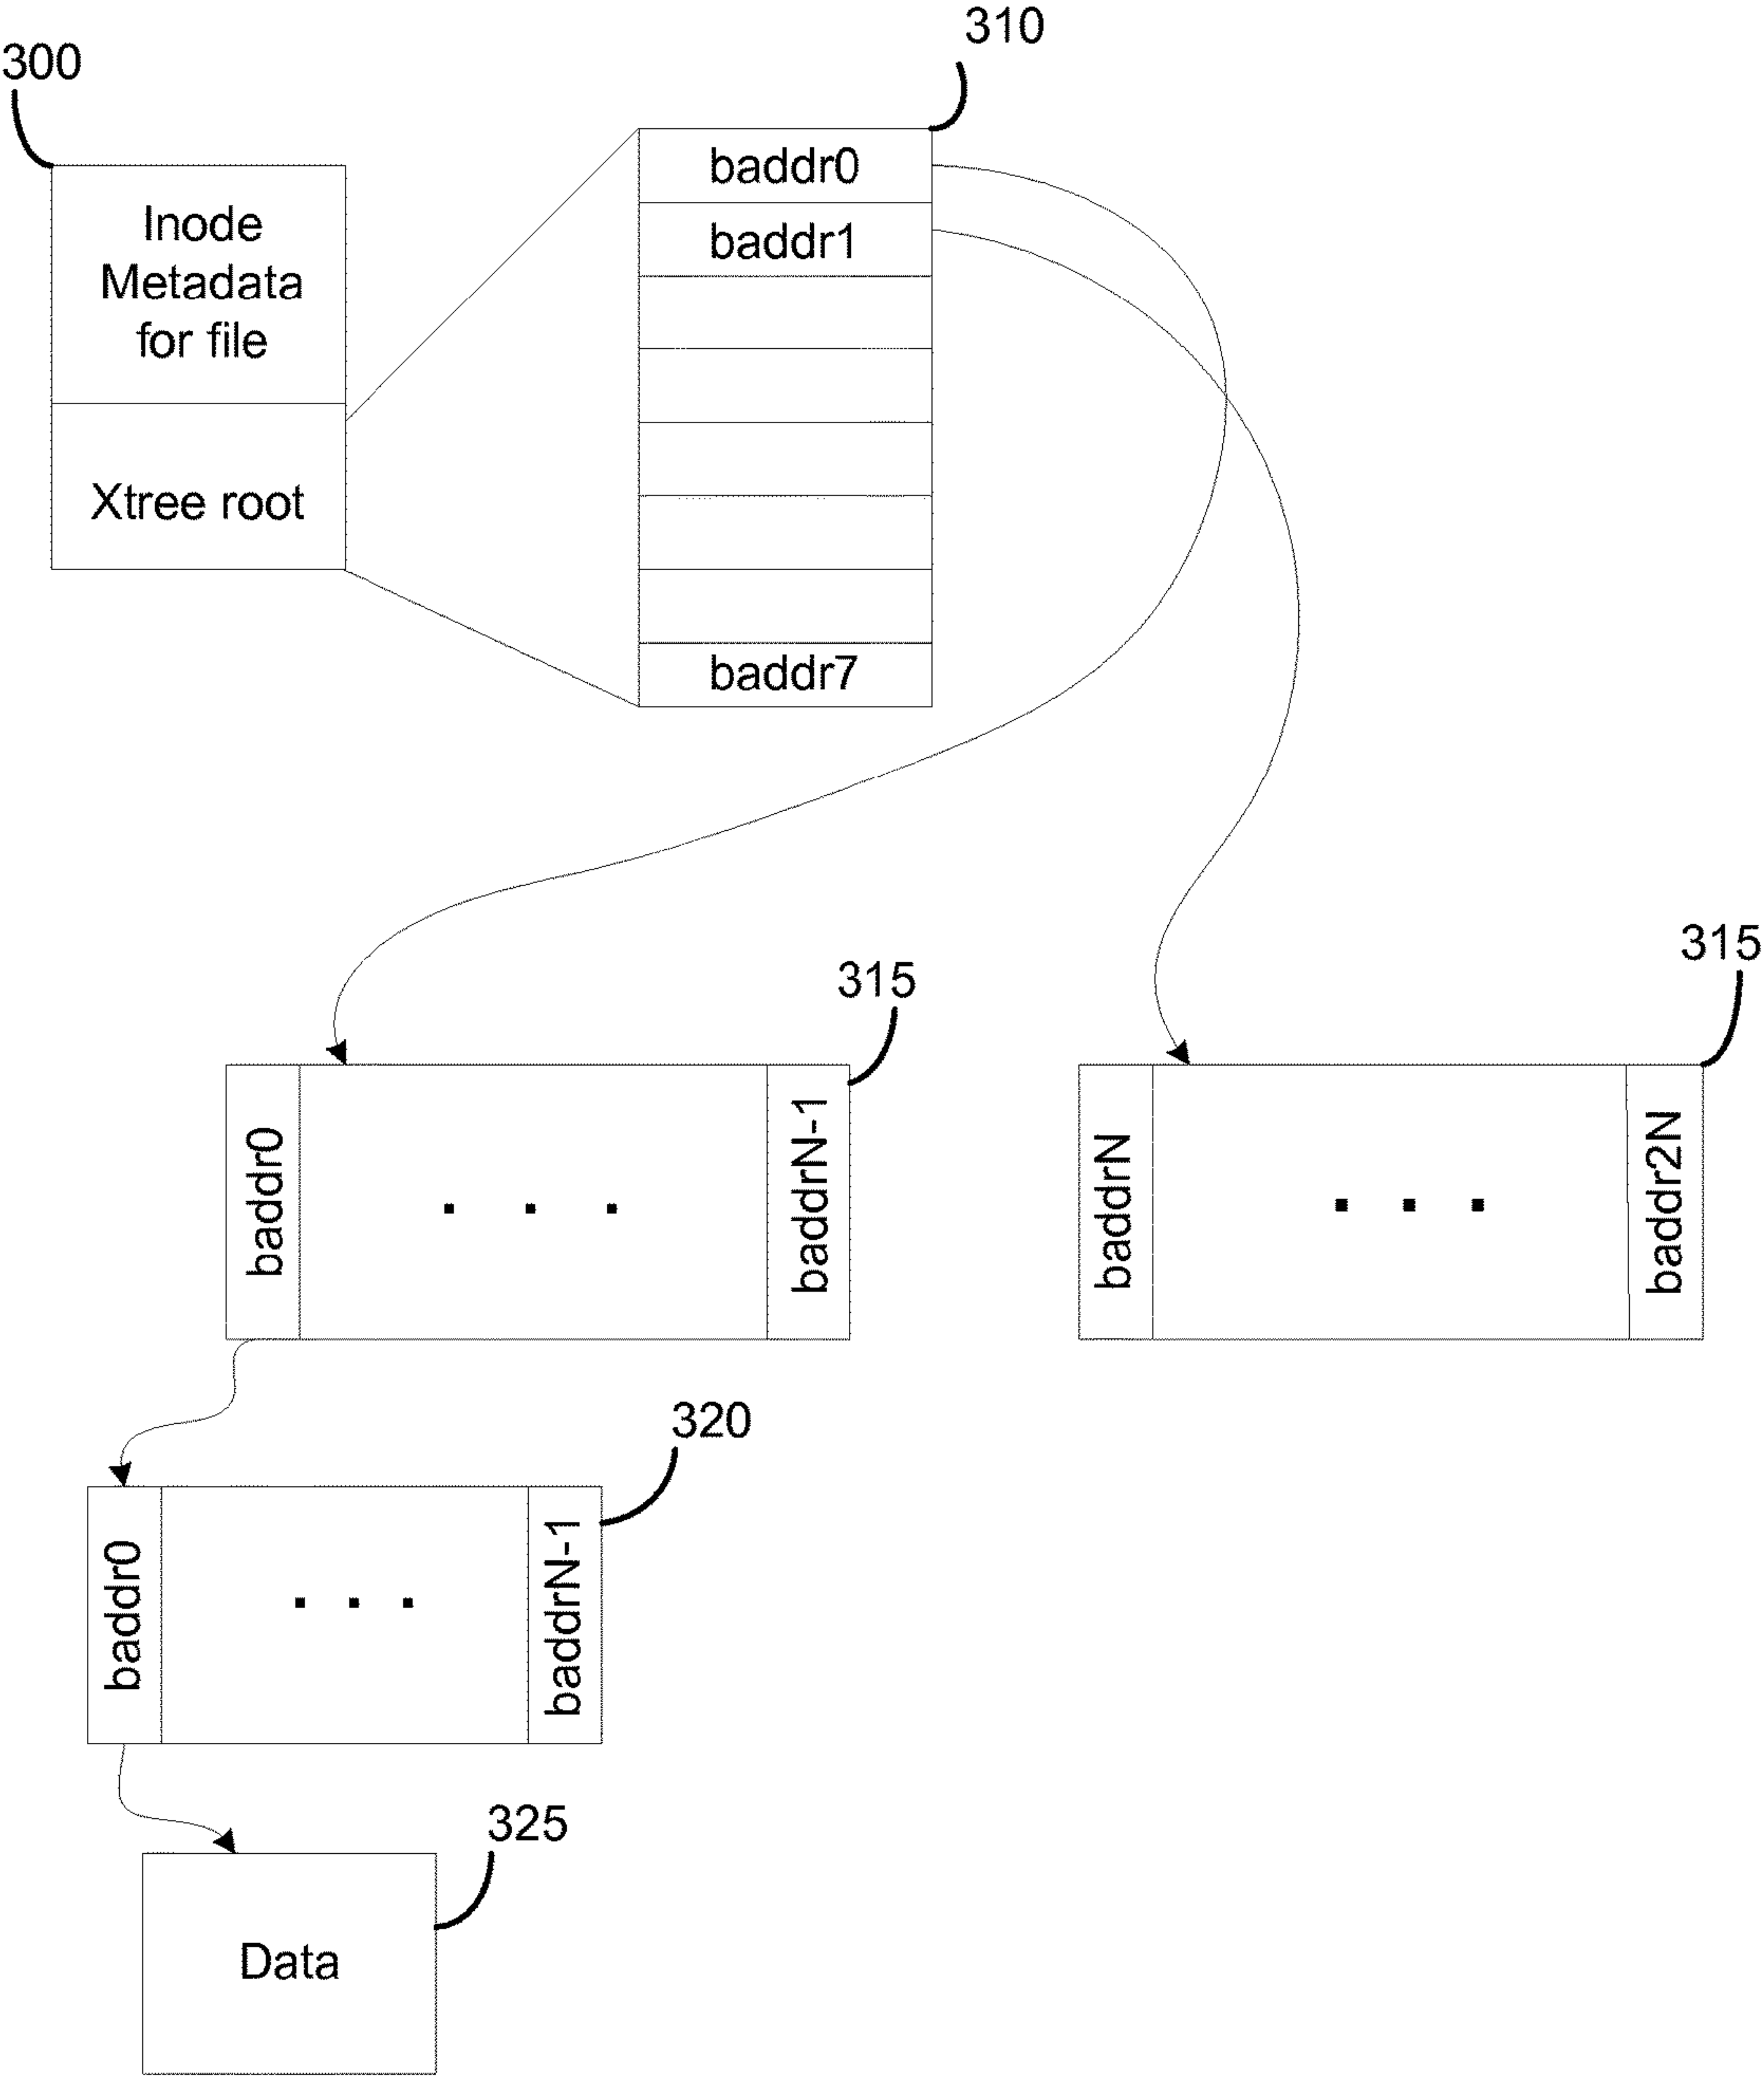 310
300
baddr0
Inode
Metadata
for file
baddr1
Xtree root
baddr7
315
315
baddr0
. . .
baddrN-1
baddrN
. . .
baddr2N
320
baddr0
. . .
baddrN-1
325
Data